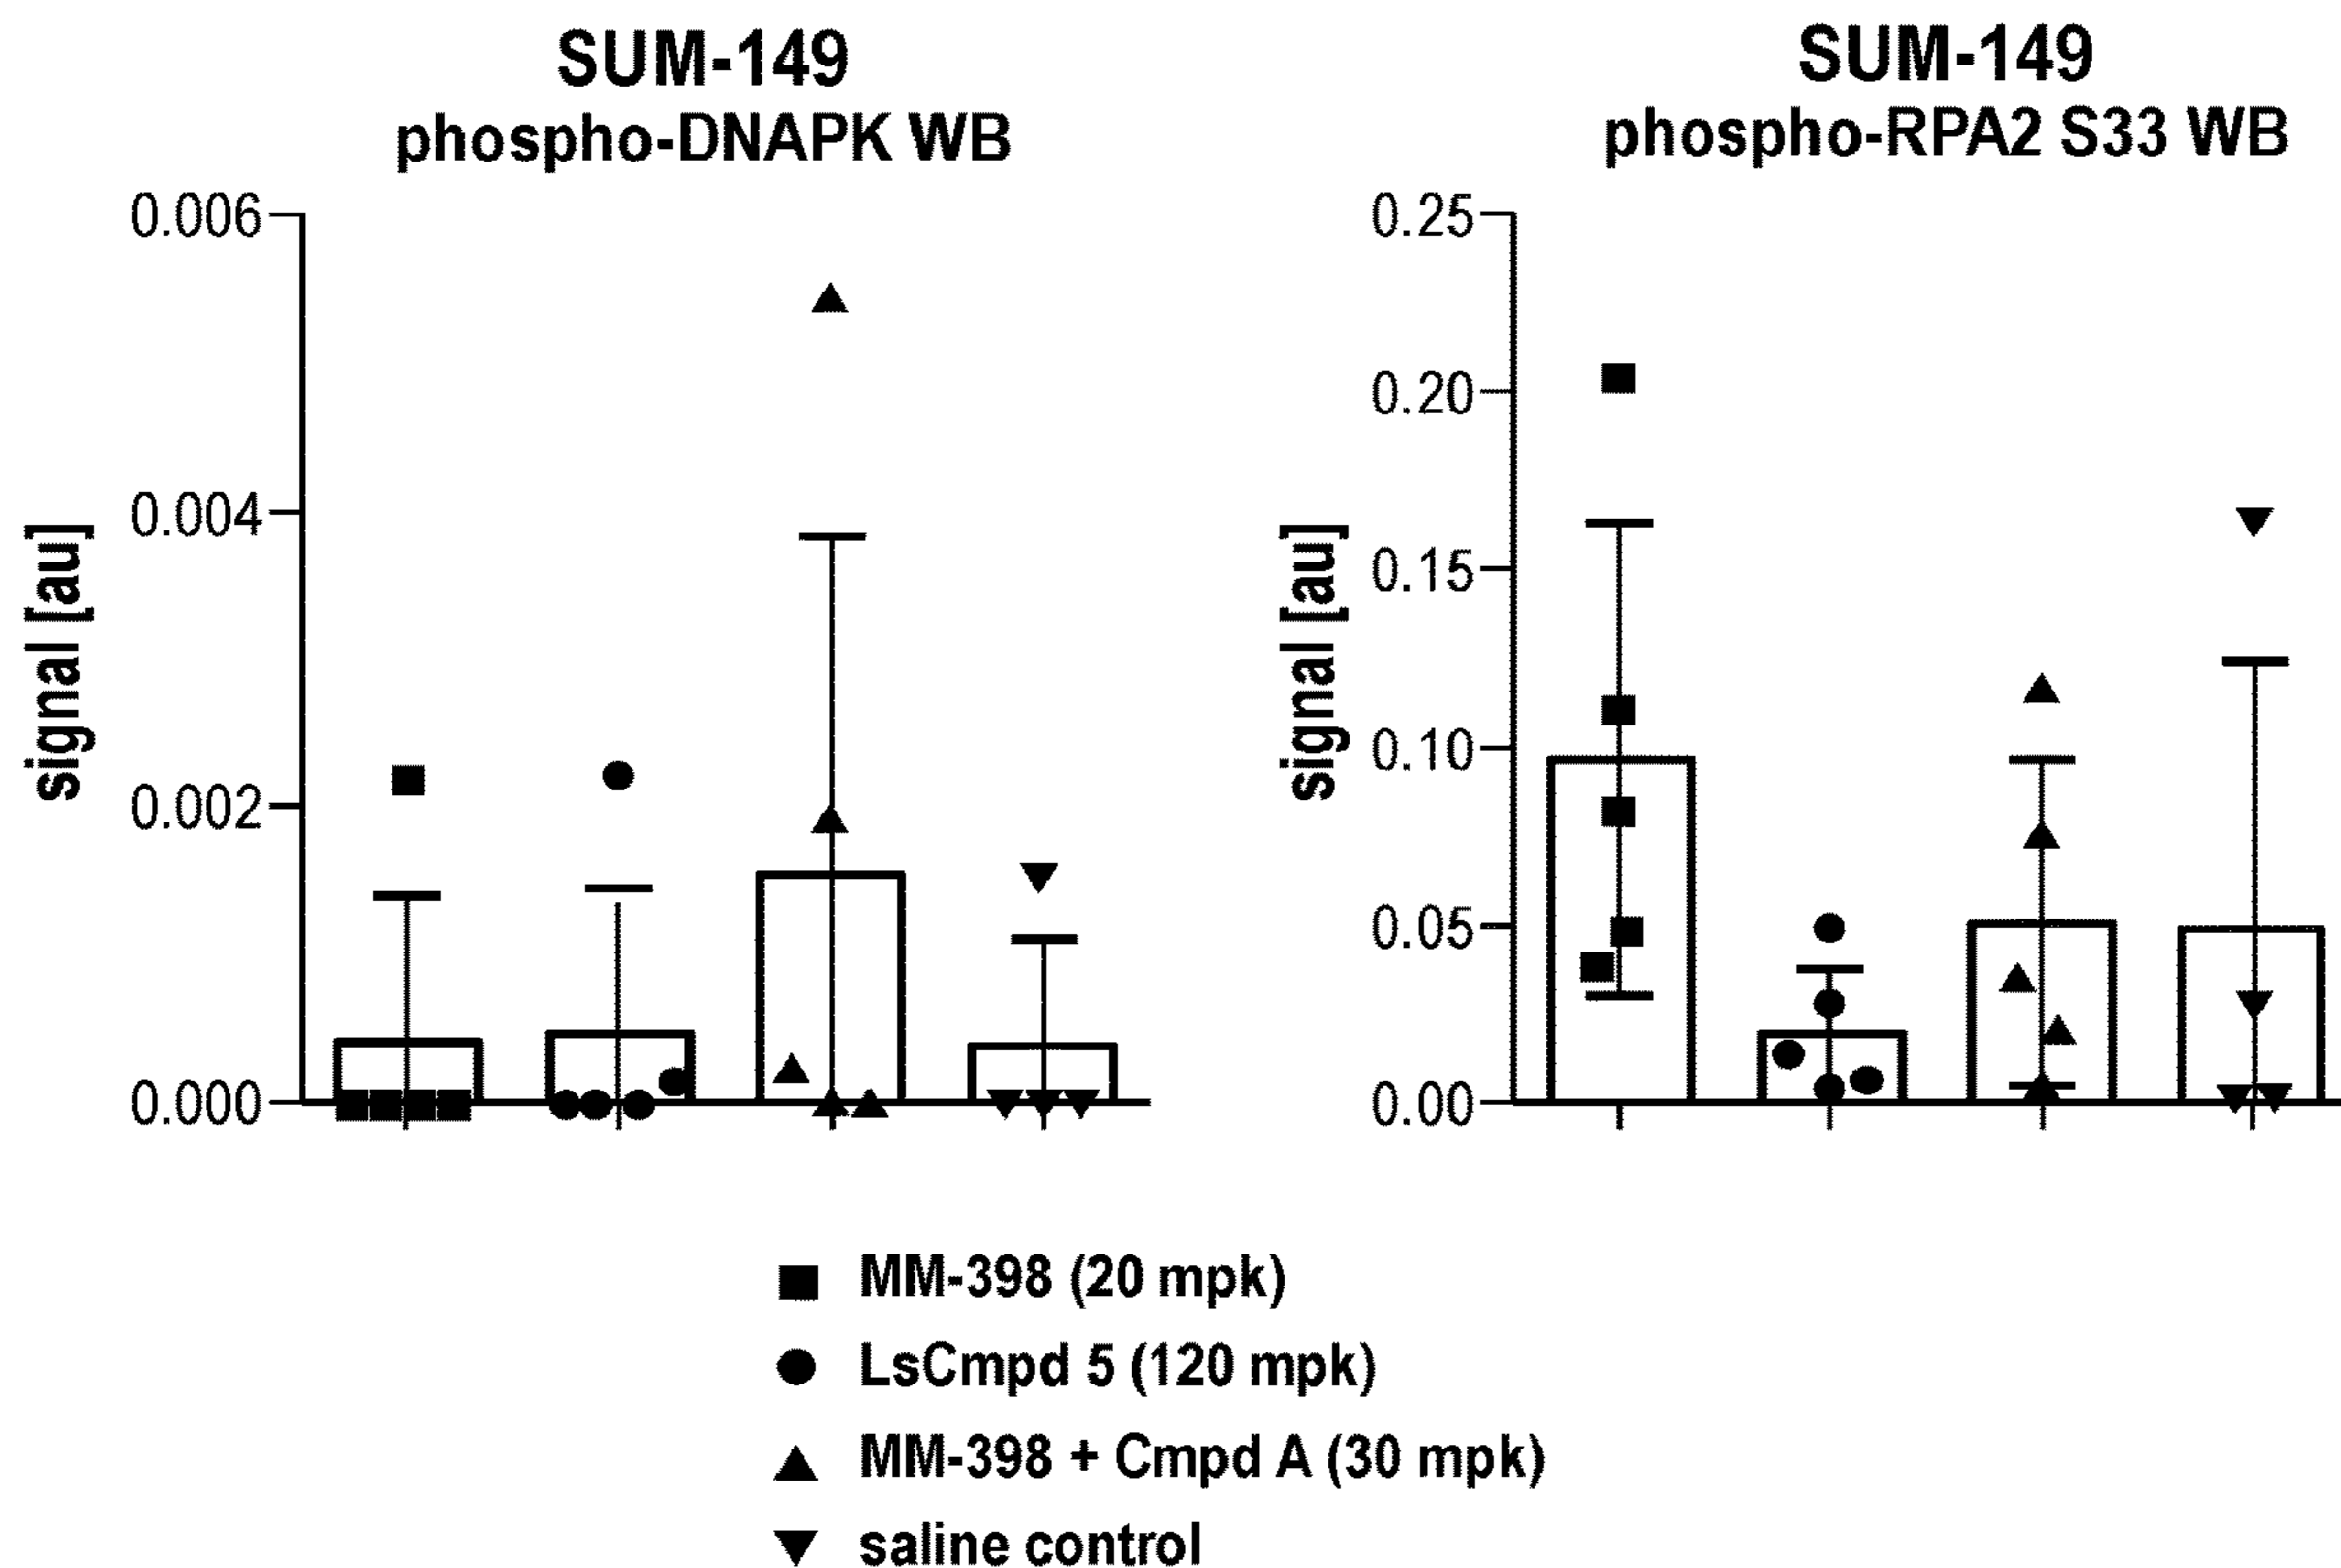 SUM-149
phospho-DNAPK WB
signal [au]
0.006
0.004
0.002
0.000
SUM-149
phospho-RPA2 S33 WB
signal [au]
0.25
0.20
0.15
0.10
0.05
0.00
MM-398 (20 mpk)
LsCmpd 5 (120 mpk)
MM-398 + Cmpd A (30 mpk)
saline control